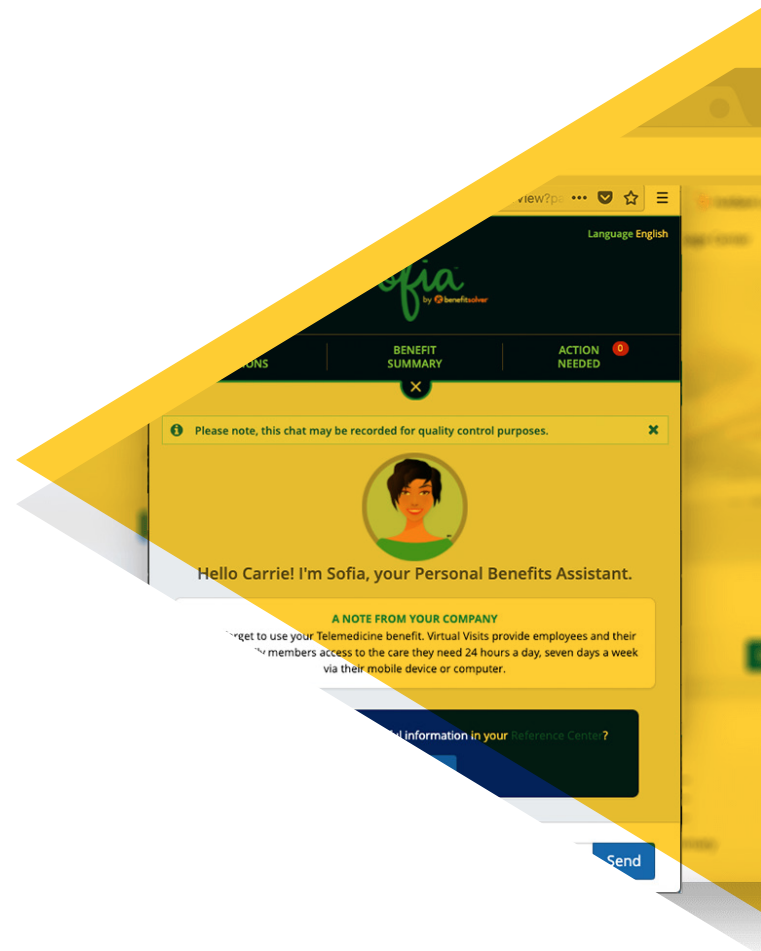 view?p •••
Language English
ofia
by benefitsolver
ONS
BENEFIT
SUMMARY
ACTION
NEEDED
0
Please note, this chat may be recorded for quality control purposes.
Hello Carrie! I'm Sofia, your Personal Benefits Assistant.
A NOTE FROM YOUR COMPANY
rget to use your Telemedicine benefit. Virtual Visits provide employees and their
members access to the care they need 24 hours a day, seven days a week
via their mobile device or computer.
information in your Reference Center?
Send